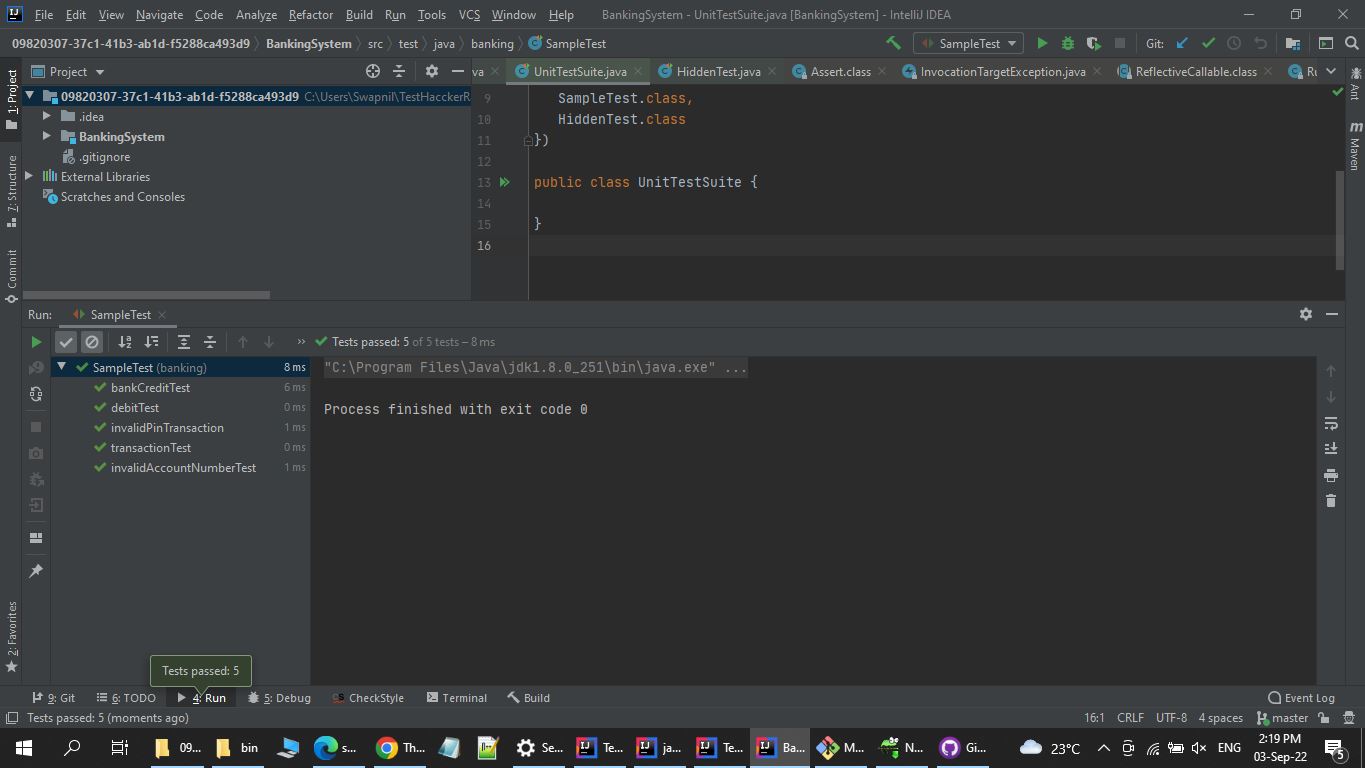 File Edit View Navigate Code Analyze Refactor Build Run Tools VCS Window Help BankingSystem - UnitTestSuite.java [BankingSystem] - IntelliJ IDEA
09820307-37c1-41b3-ab1d-f5288ca493d9 BankingSystem src test java banking SampleTest SampleTest Git:
Project va UnitTestSuite.java HiddenTest.java Assert.class InvocationTargetException.java ReflectiveCallable.class
1: Project
7: Structure
Commit
2: Favorites
Ant
Maven
09820307-37c1-41b3-ab1d-f5288ca493d9 C:\Users\Swapnil\TestHacckerR
.idea
BankingSystem
.gitignore
External Libraries
Scratches and Consoles
9 SampleTest.class,
10 HiddenTest.class
11 })
12
13 public class UnitTestSuite {
14
15 }
16
Run: SampleTest
Tests passed: 5 of 5 tests – 8 ms
SampleTest (banking) 8 ms
bankCreditTest 6 ms
debitTest 0 ms
invalidPinTransaction 1 ms
transactionTest 0 ms
invalidAccountNumberTest 1 ms
"C:\Program Files\Java\jdk1.8.0_251\bin\java.exe" ...
Process finished with exit code 0
Tests passed: 5
9: Git 6: TODO 4: Run 5: Debug CheckStyle Terminal Build Event Log
Tests passed: 5 (moments ago) 16:1 CRLF UTF-8 4 spaces master
09... bin s... Th... Se... Te... ja... Te... Ba... M... N... Gi... 23°C ENG 2:19 PM
03-Sep-22 5